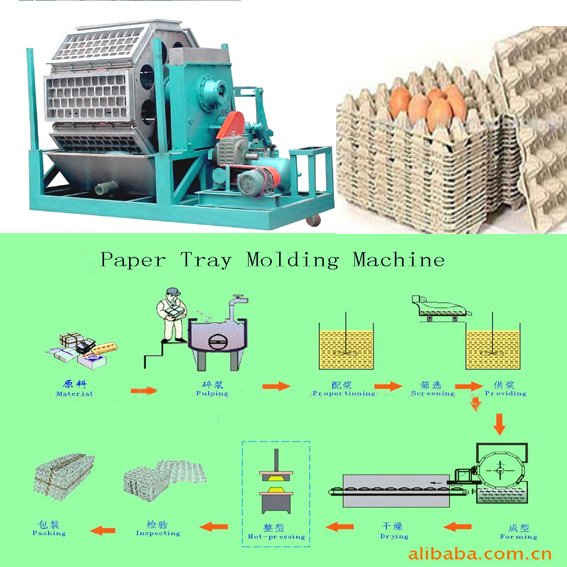 Paper Tray Molding Machine
原料
Material
碎浆
Pulping
配浆
Proportioning
筛选
Screening
供浆
Providing
包装
Packing
检验
Inspecting
整型
Hot-pressing
干燥
Drying
成型
Forming
alibaba.com.cn